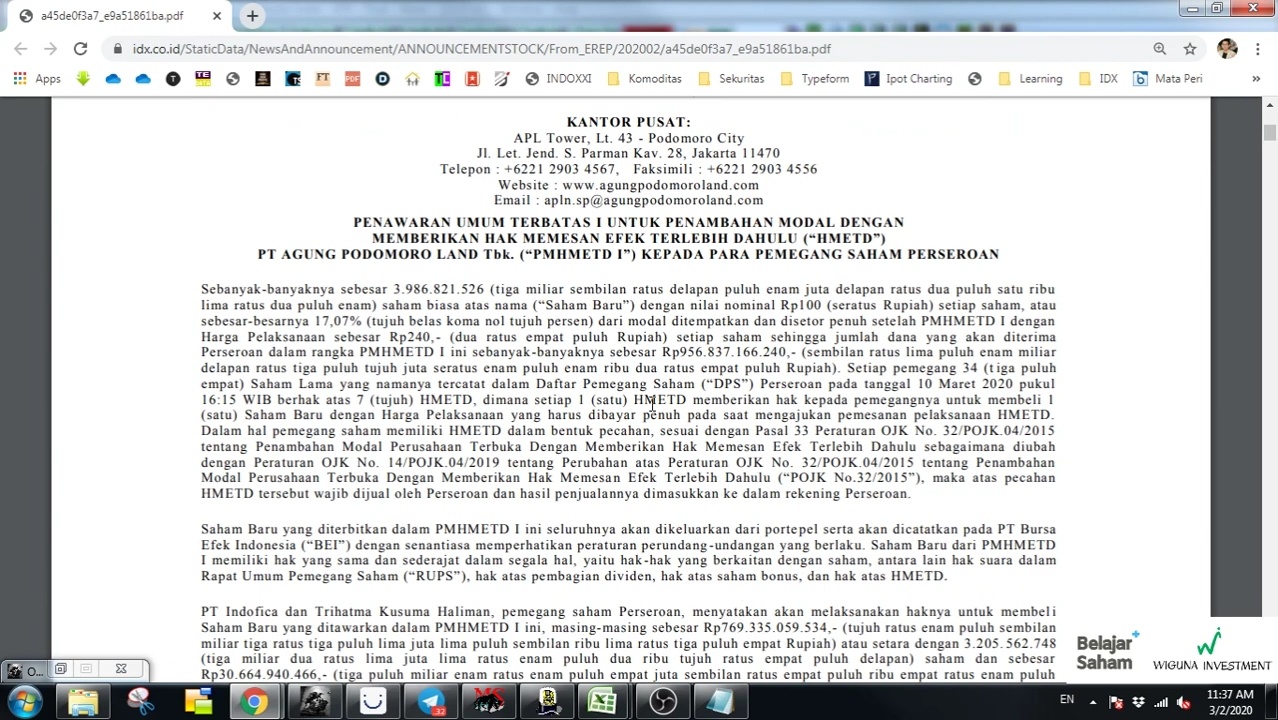 a45de0f3a7_e9a51861ba.pdf
idx.co.id/StaticData/NewsAndAnnouncement/ANNOUNCEMENTSTOCK/From_EREP/202002/a45de0f3a7_e9a51861ba.pdf
Apps
T
TE
FT
PDF
D
INDOXXI
Komoditas
Sekuritas
Typeform
Ipot Charting
Learning
IDX
Mata Peri
KANTOR PUSAT:
APL Tower, Lt. 43 - Podomoro City
Jl. Let. Jend. S. Parman Kav. 28, Jakarta 11470
Telepon : +6221 2903 4567, Faksimili : +6221 2903 4556
Website : www.agungpodomoroland.com
Email : apln.sp@agungpodomoroland.com
PENAWARAN UMUM TERBATAS I UNTUK PENAMBAHAN MODAL DENGAN
MEMBERIKAN HAK MEMESAN EFEK TERLEBIH DAHULU (“HMETD”)
PT AGUNG PODOMORO LAND Tbk. (“PMHMETD I”) KEPADA PARA PEMEGANG SAHAM PERSEROAN
Sebanyak-banyaknya sebesar 3.986.821.526 (tiga miliar sembilan ratus delapan puluh enam juta delapan ratus dua puluh satu ribu
lima ratus dua puluh enam) saham biasa atas nama (“Saham Baru”) dengan nilai nominal Rp100 (seratus Rupiah) setiap saham, atau
sebesar-besarnya 17,07% (tujuh belas koma nol tujuh persen) dari modal ditempatkan dan disetor penuh setelah PMHMETD I dengan
Harga Pelaksanaan sebesar Rp240,- (dua ratus empat puluh Rupiah) setiap saham sehingga jumlah dana yang akan diterima
Perseroan dalam rangka PMHMETD I ini sebanyak-banyaknya sebesar Rp956.837.166.240,- (sembilan ratus lima puluh enam miliar
delapan ratus tiga puluh tujuh juta seratus enam puluh enam ribu dua ratus empat puluh Rupiah). Setiap pemegang 34 (tiga puluh
empat) Saham Lama yang namanya tercatat dalam Daftar Pemegang Saham (“DPS”) Perseroan pada tanggal 10 Maret 2020 pukul
16:15 WIB berhak atas 7 (tujuh) HMETD, dimana setiap 1 (satu) HMETD memberikan hak kepada pemegangnya untuk membeli 1
(satu) Saham Baru dengan Harga Pelaksanaan yang harus dibayar penuh pada saat mengajukan pemesanan pelaksanaan HMETD.
Dalam hal pemegang saham memiliki HMETD dalam bentuk pecahan, sesuai dengan Pasal 33 Peraturan OJK No. 32/POJK.04/2015
tentang Penambahan Modal Perusahaan Terbuka Dengan Memberikan Hak Memesan Efek Terlebih Dahulu sebagaimana diubah
dengan Peraturan OJK No. 14/POJK.04/2019 tentang Perubahan atas Peraturan OJK No. 32/POJK.04/2015 tentang Penambahan
Modal Perusahaan Terbuka Dengan Memberikan Hak Memesan Efek Terlebih Dahulu (“POJK No.32/2015”), maka atas pecahan
HMETD tersebut wajib dijual oleh Perseroan dan hasil penjualannya dimasukkan ke dalam rekening Perseroan.
Saham Baru yang diterbitkan dalam PMHMETD I ini seluruhnya akan dikeluarkan dari portepel serta akan dicatatkan pada PT Bursa
Efek Indonesia (“BEI”) dengan senantiasa memperhatikan peraturan perundang-undangan yang berlaku. Saham Baru dari PMHMETD
I memiliki hak yang sama dan sederajat dalam segala hal, yaitu hak-hak yang berkaitan dengan saham, antara lain hak suara dalam
Rapat Umum Pemegang Saham (“RUPS”), hak atas pembagian dividen, hak atas saham bonus, dan hak atas HMETD.
PT Indofica dan Trihatma Kusuma Haliman, pemegang saham Perseroan, menyatakan akan melaksanakan haknya untuk membeli
Saham Baru yang ditawarkan dalam PMHMETD I ini, masing-masing sebesar Rp769.335.059.534,- (tujuh ratus enam puluh sembilan
miliar tiga ratus tiga puluh lima juta lima puluh sembilan ribu lima ratus tiga puluh empat Rupiah) atau setara dengan 3.205.562.748
(tiga miliar dua ratus lima juta lima ratus enam puluh dua ribu tujuh ratus empat puluh delapan) saham dan sebesar
Rp30.664.940.466,- (tiga puluh miliar enam ratus enam puluh empat juta sembilan ratus empat puluh ribu empat ratus enam puluh
Belajar
Saham
WIGUNA INVESTMENT
O...
32
EN
11:37 AM
3/2/2020